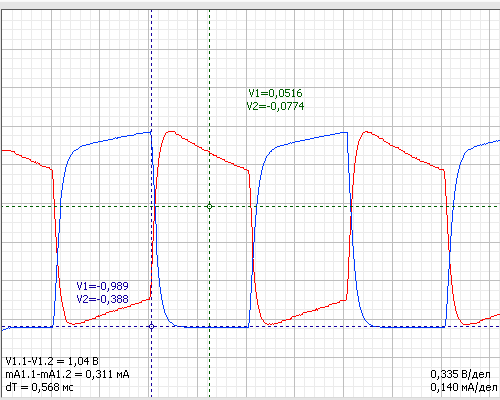 V1=0,0516
V2=-0,0774
V1=-0,989
V2=-0,388
V1.1-V1.2 = 1,04 В
mA1.1-mA1.2 = 0,311 мА
dT = 0,568 мс
0,335 В/дел
0,140 мА/дел